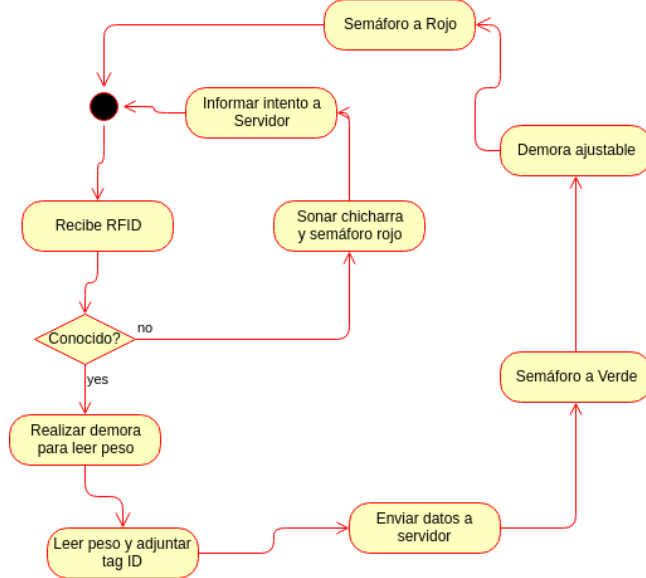 Semáforo a Rojo
Informar intento a
Servidor
Demora ajustable
Recibe RFID
Sonar chicharra
y semáforo rojo
Conocido?
no
yes
Semáforo a Verde
Realizar demora
para leer peso
Enviar datos a
servidor
Leer peso y adjuntar
tag ID